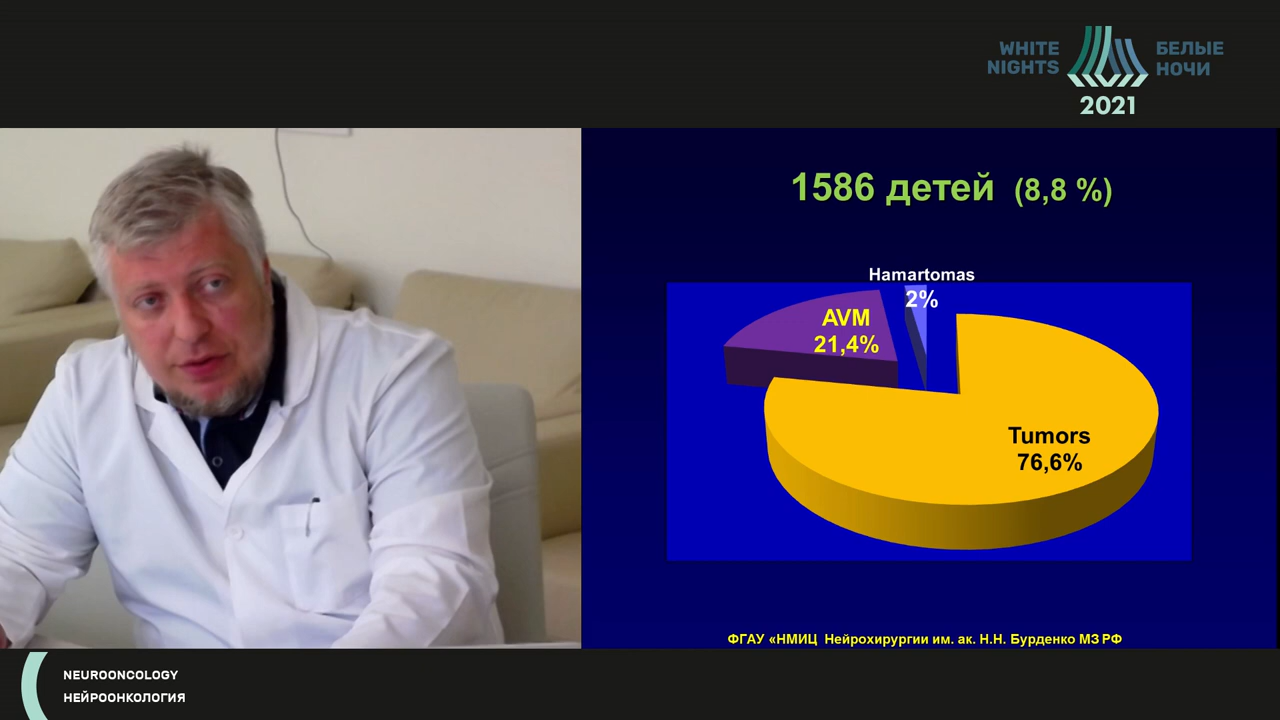 WHITE
NIGHTS
БЕЛЫЕ
НОЧИ
2021
1586 детей (8,8 %)
Hamartomas
2%
AVM
21,4%
Tumors
76,6%
ФГАУ «НМИЦ Нейрохирургии им. ак. Н.Н. Бурденко МЗ РФ
NEUROONCOLOGY
НЕЙРООНКОЛОГИЯ